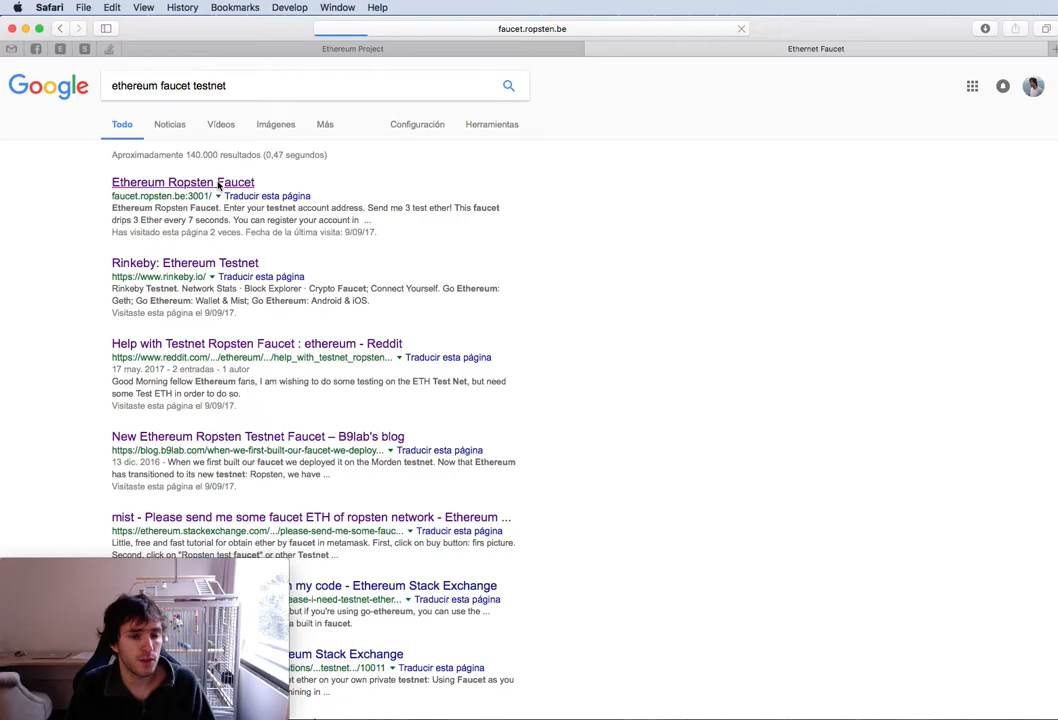 Safari File Edit View History Bookmarks Develop Window Help
faucet.ropsten.be
Ethereum Project Ethernet Faucet
Google ethereum faucet testnet
Todo Noticias Vídeos Imágenes Más Configuración Herramientas
Aproximadamente 140.000 resultados (0,47 segundos)
Ethereum Ropsten Faucet
faucet.ropsten.be:3001/ Traducir esta página
Ethereum Ropsten Faucet. Enter your testnet account address. Send me 3 test ether! This faucet
drips 3 Ether every 7 seconds. You can register your account in ...
Has visitado esta página 2 veces. Fecha de la última visita: 9/09/17.
Rinkeby: Ethereum Testnet
https://www.rinkeby.io/ Traducir esta página
Rinkeby Testnet. Network Stats · Block Explorer · Crypto Faucet; Connect Yourself. Go Ethereum:
Geth; Go Ethereum: Wallet & Mist; Go Ethereum: Android & iOS.
Visitaste esta página el 9/09/17.
Help with Testnet Ropsten Faucet : ethereum - Reddit
https://www.reddit.com/.../ethereum/.../help_with_testnet_ropsten... Traducir esta página
17 may. 2017 - 2 entradas - 1 autor
Good Morning fellow Ethereum fans, I am wishing to do some testing on the ETH Test Net, but need
some Test ETH in order to do so.
Visitaste esta página el 9/09/17.
New Ethereum Ropsten Testnet Faucet – B9lab's blog
https://blog.b9lab.com/when-we-first-built-our-faucet-we-deploy... Traducir esta página
13 dic. 2016 - When we first built our faucet we deployed it on the Morden testnet. Now that Ethereum
has transitioned to its new testnet: Ropsten, we have ...
Visitaste esta página el 9/09/17.
mist - Please send me some faucet ETH of ropsten network - Ethereum ...
https://ethereum.stackexchange.com/.../please-send-me-some-fauc... Traducir esta página
Little, free and fast tutorial for obtain ether by faucet in metamask. First, click on buy button: firs picture.
Second, click on "Ropsten test faucet" or other Testnet ...
my code - Ethereum Stack Exchange
ease-i-need-testnet-ether... Traducir esta página
but if you're using go-ethereum, you can use the ...
built in faucet.
eum Stack Exchange
tions/...testnet.../10011 Traducir esta página
t ether on your own private testnet: Using Faucet as you
mining in ...